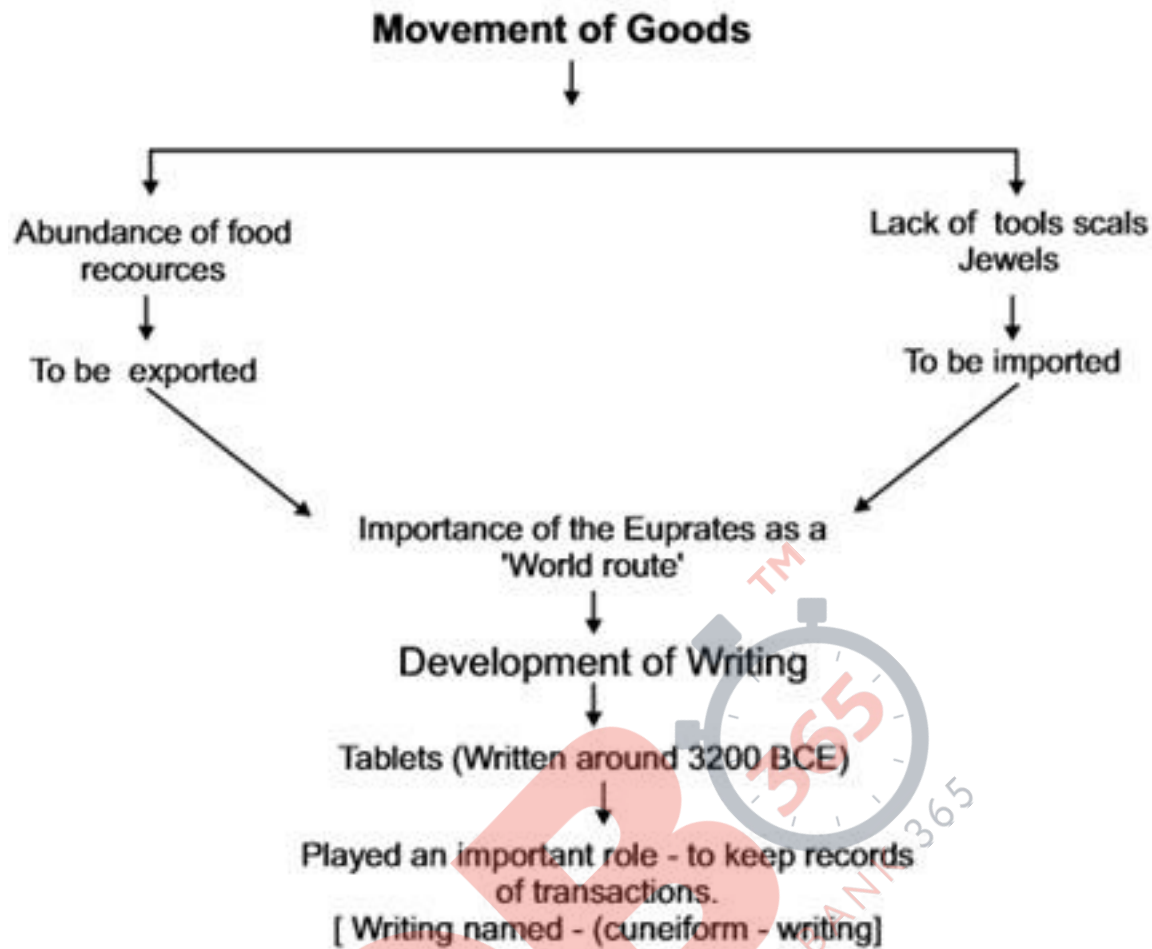 Movement of Goods
Abundance of food
recources
Lack of tools scals
Jewels
To be exported
To be imported
Importance of the Euprates as a
'World route'
Development of Writing
Tablets (Written around 3200 BCE)
Played an important role - to keep records
of transactions.
[ Writing named - (cuneiform - writing]
TM
365
B